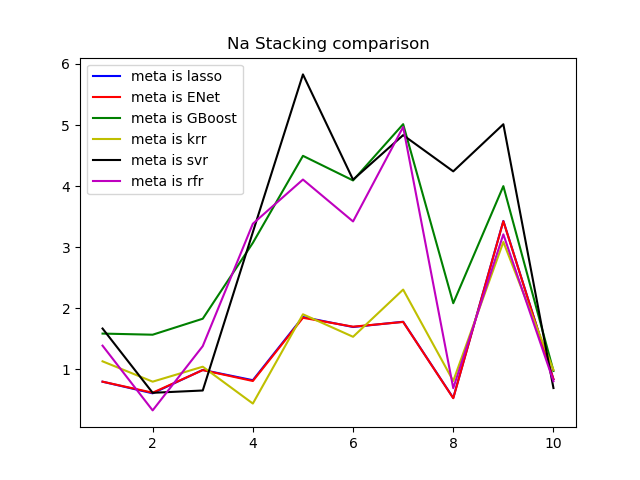 Na Stacking comparison
6
5
4
3
2
1
meta is lasso
meta is ENet
meta is GBoost
meta is krr
meta is svr
meta is rfr
2
4
6
8
10